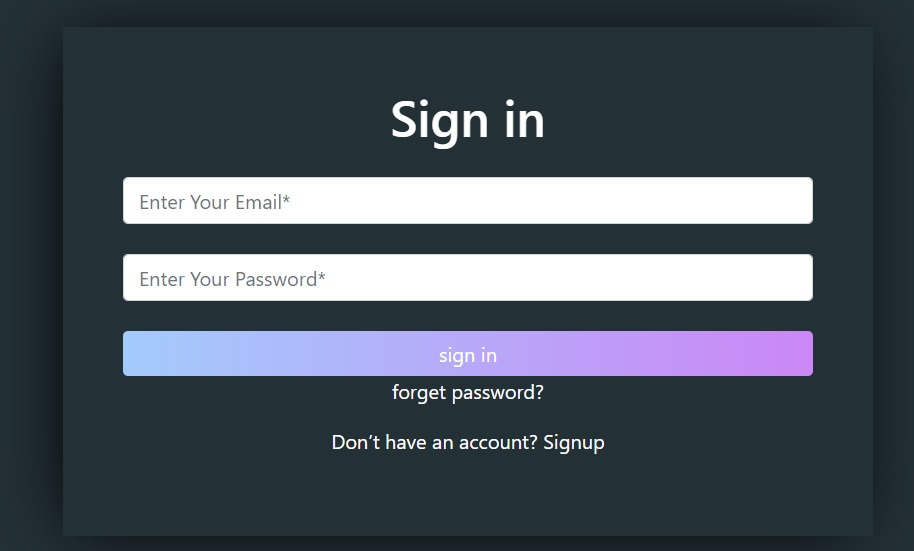 Sign in
Enter Your Email*
Enter Your Password*
sign in
forget password?
Don’t have an account? Signup